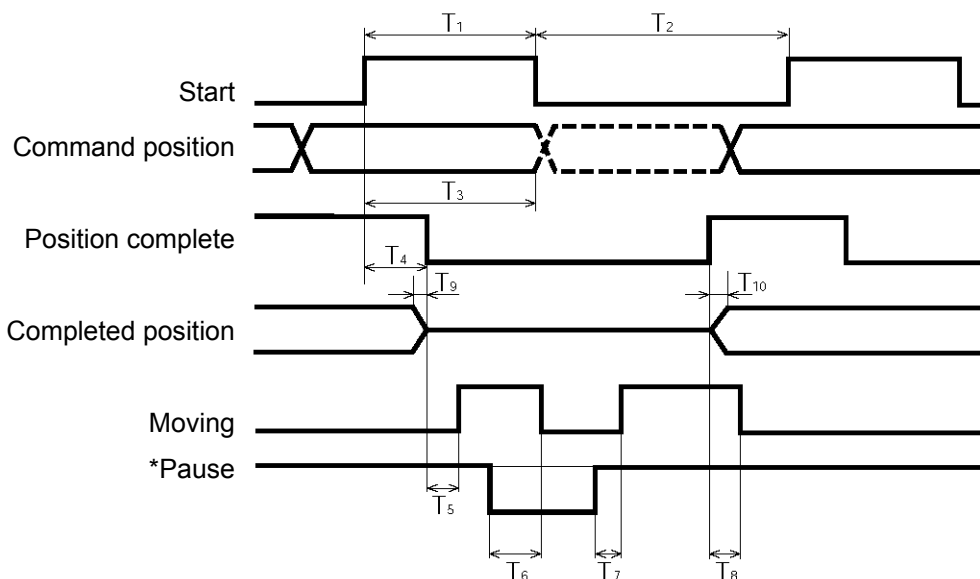 T₁ T₂
Start
Command position
T₃
Position complete
T₄
T₉ T₁₀
Completed position
Moving
*Pause
T₅
T₆ T₇ T₈